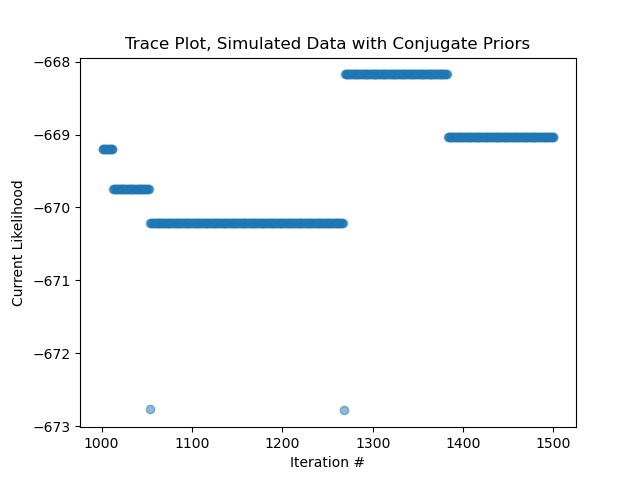 Trace Plot, Simulated Data with Conjugate Priors
Current Likelihood
−668
−669
−670
−671
−672
−673
1000 1100 1200 1300 1400 1500
Iteration #